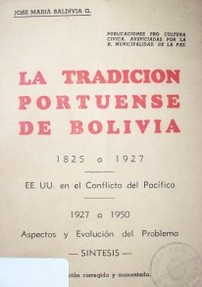 JOSE MARIA BALDIVIA G.
PUBLICACIONES PRO CULTURA
CIVICA, AUSPICIADAS POR LA
H. MUNICIPALIDAD DE LA PAZ.
LA TRADICION
PORTUENSE
DE BOLIVIA
1825 a 1927
EE. UU. en el Conflicto del Pacífico
1927 a 1950
Aspectos y Evolución del Problema
— SINTESIS —
corregida y aumentada.